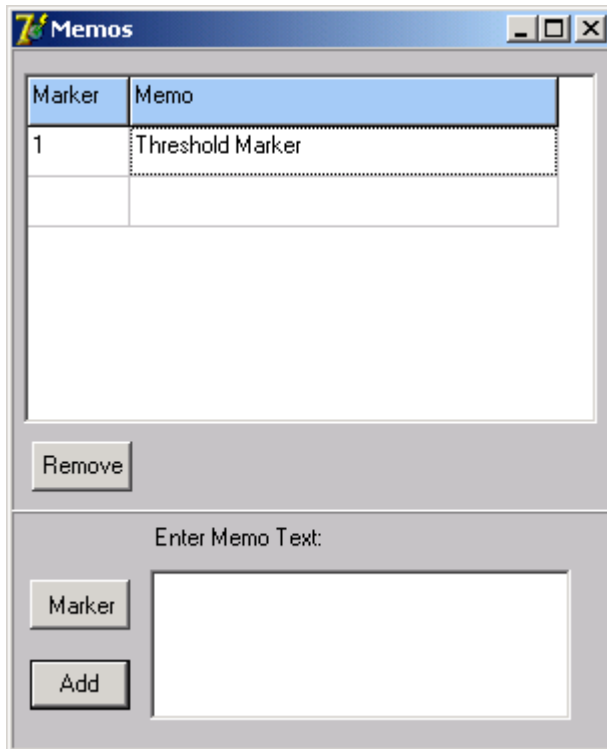 Memos
Marker Memo
1 Threshold Marker
Remove
Enter Memo Text:
Marker
Add